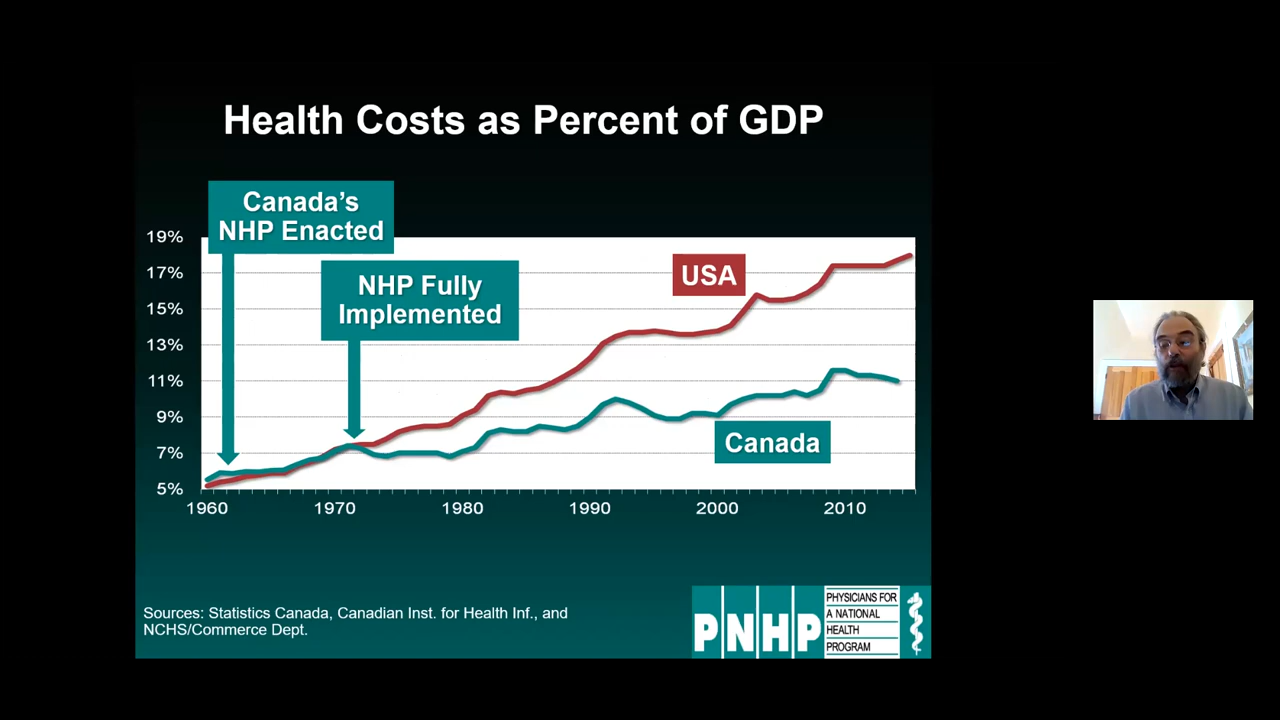 Health Costs as Percent of GDP
Canada's
NHP Enacted
NHP Fully
Implemented
USA
Canada
19%
17%
15%
13%
11%
9%
7%
5%
1960 1970 1980 1990 2000 2010
Sources: Statistics Canada, Canadian Inst. for Health Inf., and
NCHS/Commerce Dept.
PNHP
PHYSICIANS FOR
A NATIONAL
HEALTH
PROGRAM